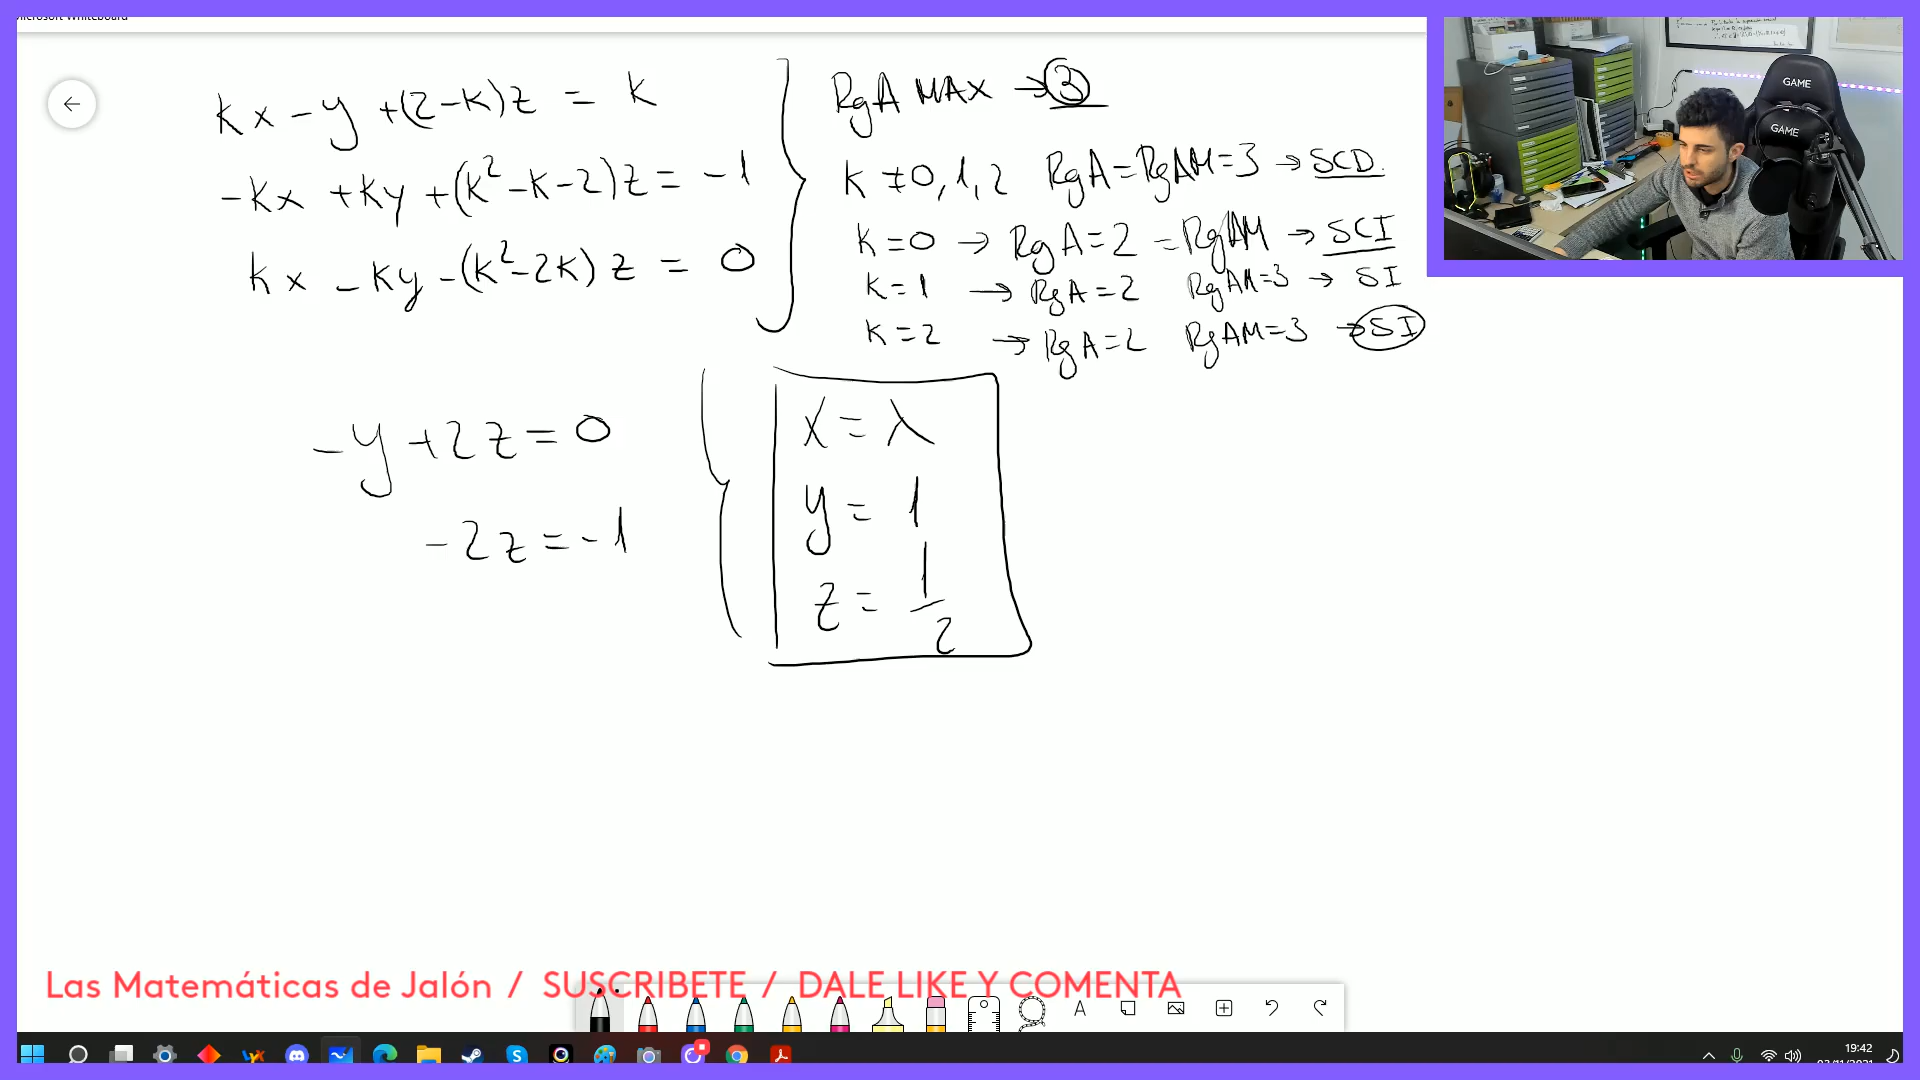 Microsoft Whiteboard
kx - y + (2-k)z = k
-kx + ky + (k²-k-2)z = -1
kx - ky - (k²-2k)z = 0
RgA MAX → 3
k ≠ 0, 1, 2 RgA = RgAM = 3 → SCD.
k = 0 → RgA = 2 = RgAM → SCI
k = 1 → RgA = 2 RgAM = 3 → SI
k = 2 → RgA = 2 RgAM = 3 → SI
-y + 2z = 0
-2z = -1
x = λ
y = 1
z = 1/2
GAME
GAME
Las Matemáticas de Jalón / SUSCRIBETE / DALE LIKE Y COMENTA
A
19:42